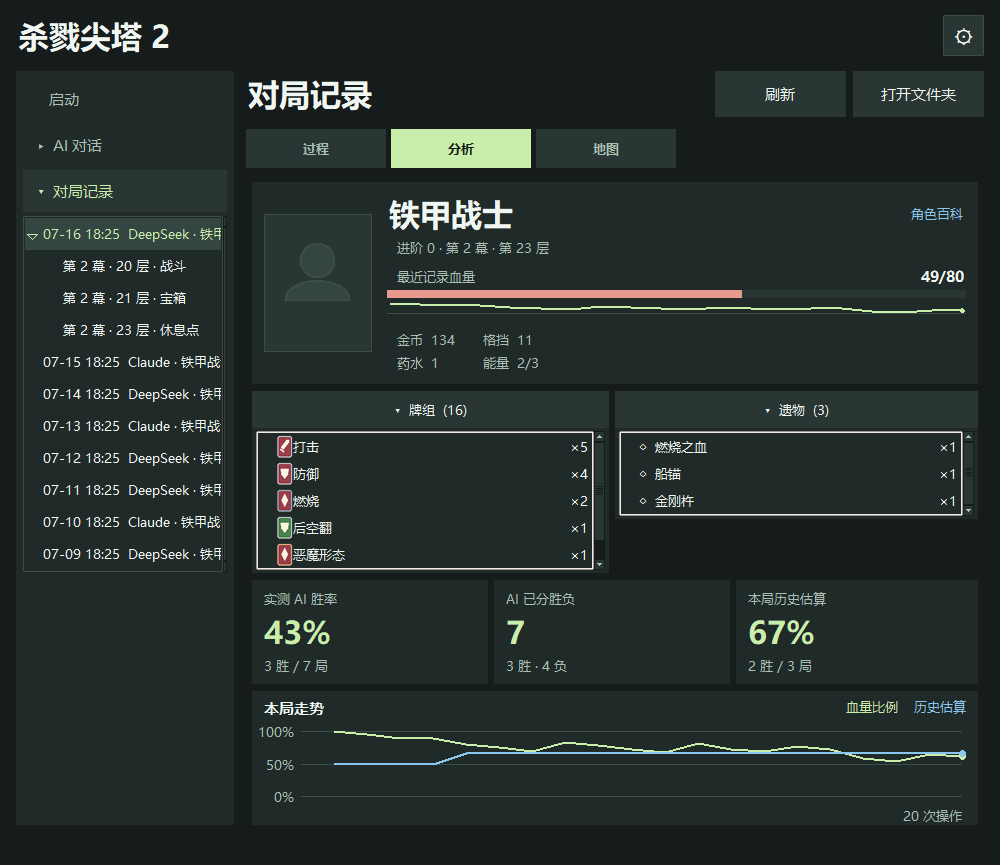 杀戮尖塔 2
启动
▸ AI 对话
▾ 对局记录
07-16 18:25 DeepSeek · 铁甲
第 2 幕 · 20 层 · 战斗
第 2 幕 · 21 层 · 宝箱
第 2 幕 · 23 层 · 休息点
07-15 18:25 Claude · 铁甲战
07-14 18:25 DeepSeek · 铁甲
07-13 18:25 Claude · 铁甲战
07-12 18:25 DeepSeek · 铁甲
07-11 18:25 DeepSeek · 铁甲
07-10 18:25 Claude · 铁甲战
07-09 18:25 DeepSeek · 铁甲
对局记录
刷新
打开文件夹
过程
分析
地图
铁甲战士
角色百科
进阶 0 · 第 2 幕 · 第 23 层
最近记录血量 49/80
金币 134 格挡 11
药水 1 能量 2/3
▾ 牌组 (16)
打击 ×5
防御 ×4
燃烧 ×2
后空翻 ×1
恶魔形态 ×1
▾ 遗物 (3)
燃烧之血 ×1
船锚 ×1
金刚杵 ×1
实测 AI 胜率
43%
3 胜 / 7 局
AI 已分胜负
7
3 胜 · 4 负
本局历史估算
67%
2 胜 / 3 局
本局走势
血量比例 历史估算
100%
50%
0%
20 次操作